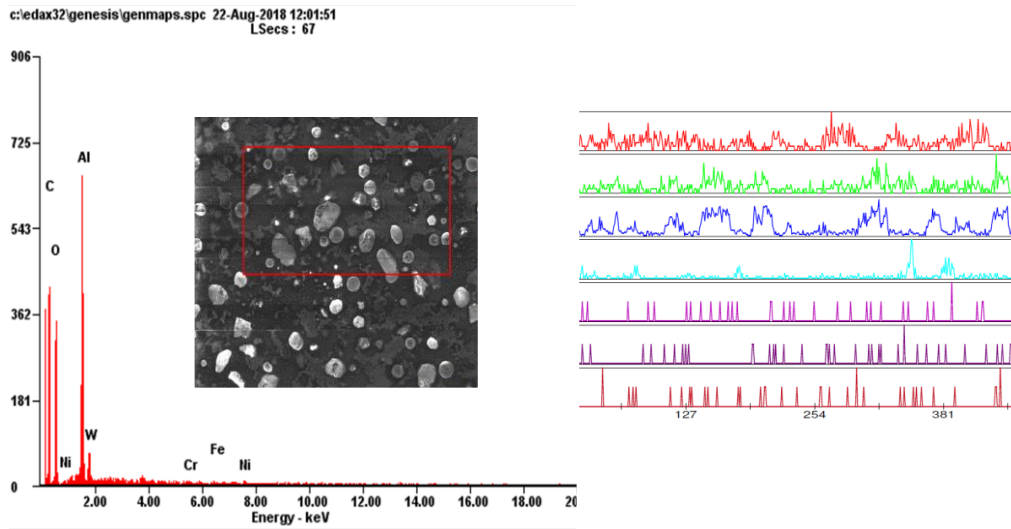 c:\edax32\genesis\genmaps.spc 22-Aug-2018 12:01:51
LSecs : 67
906
725
Al
C
543
O
362
181
W
Ni
Cr
Fe
Ni
0
2.00 4.00 6.00 8.00 10.00 12.00 14.00 16.00 18.00 20
Energy - keV
127 254 381